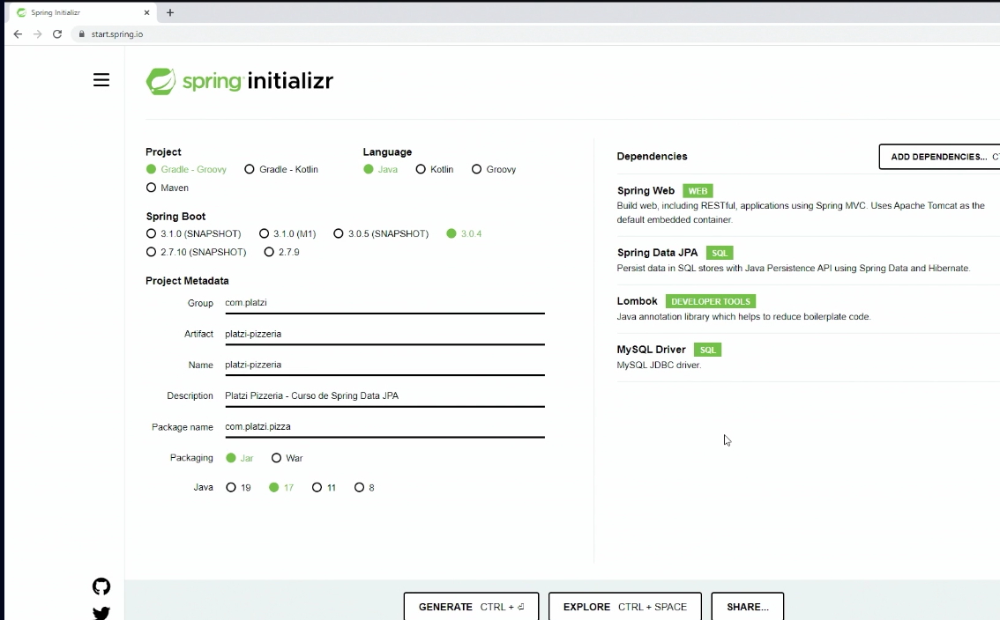 Spring Initializr
start.spring.io
spring initializr
Project
Gradle - Groovy
Gradle - Kotlin
Maven
Language
Java
Kotlin
Groovy
Spring Boot
3.1.0 (SNAPSHOT)
3.1.0 (M1)
3.0.5 (SNAPSHOT)
3.0.4
2.7.10 (SNAPSHOT)
2.7.9
Project Metadata
Group com.platzi
Artifact platzi-pizzeria
Name platzi-pizzeria
Description Platzi Pizzeria - Curso de Spring Data JPA
Package name com.platzi.pizza
Packaging Jar War
Java 19 17 11 8
Dependencies
ADD DEPENDENCIES... CT
Spring Web WEB
Build web, including RESTful, applications using Spring MVC. Uses Apache Tomcat as the
default embedded container.
Spring Data JPA SQL
Persist data in SQL stores with Java Persistence API using Spring Data and Hibernate.
Lombok DEVELOPER TOOLS
Java annotation library which helps to reduce boilerplate code.
MySQL Driver SQL
MySQL JDBC driver.
GENERATE CTRL + ⏎
EXPLORE CTRL + SPACE
SHARE...